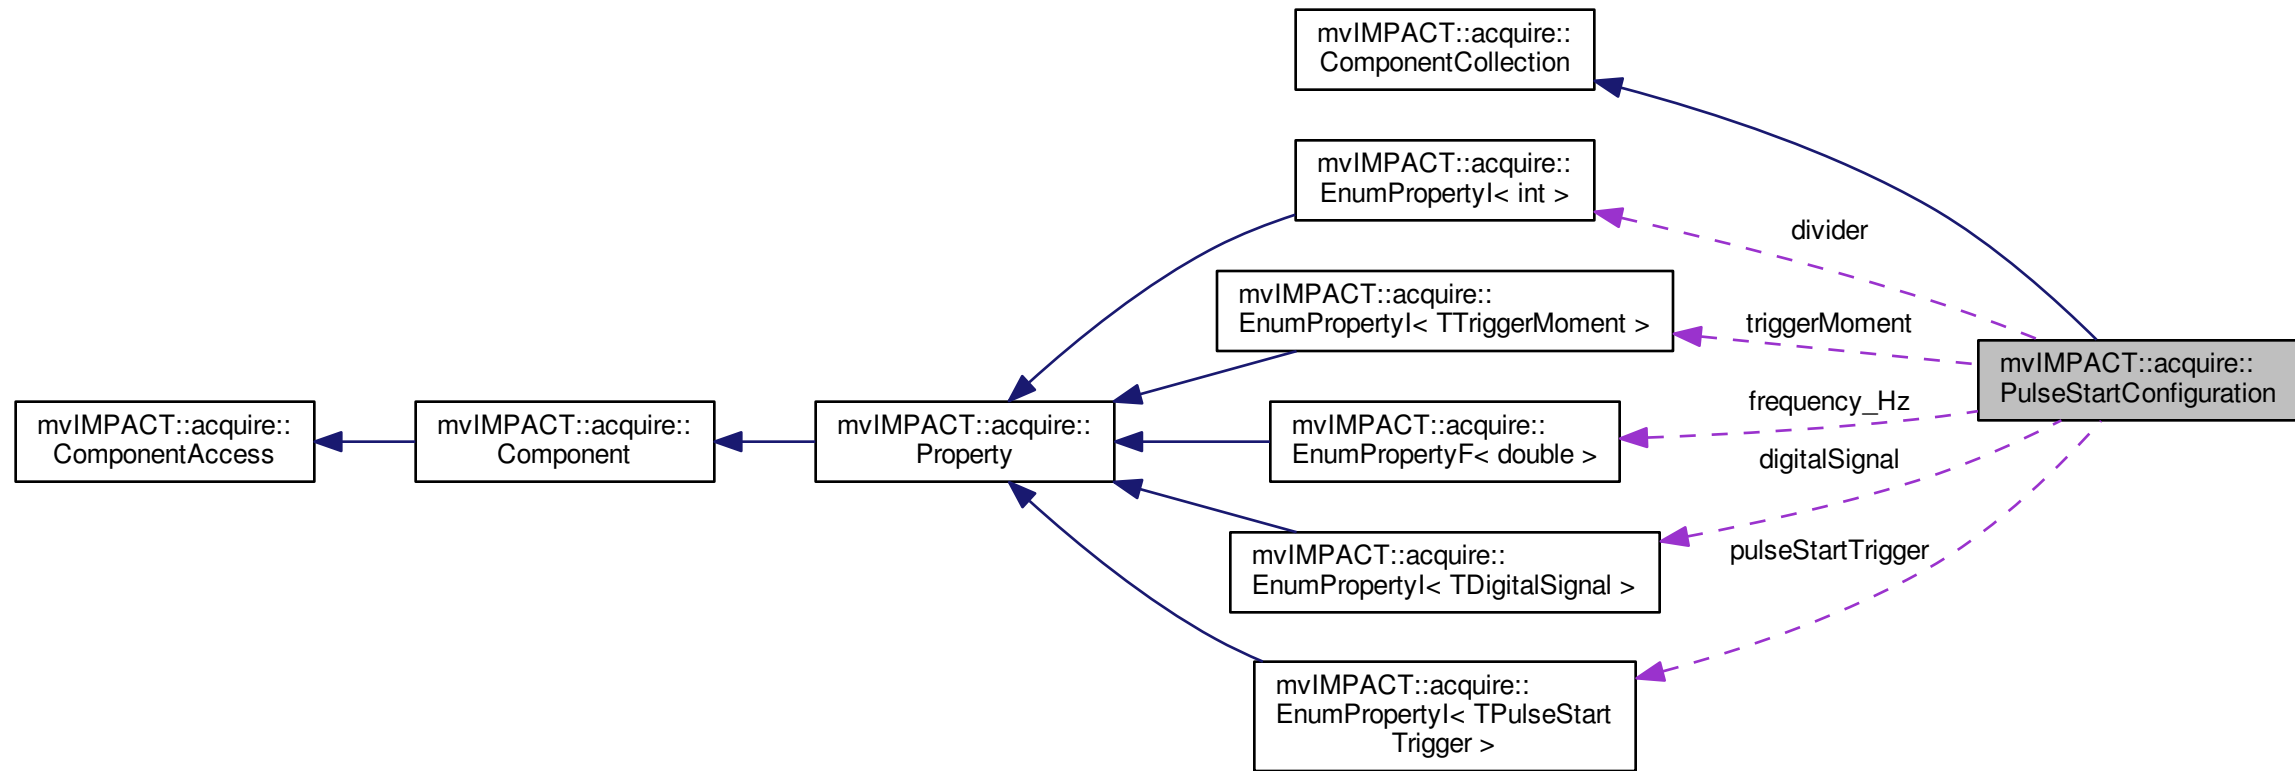 mvIMPACT::acquire::
ComponentCollection
mvIMPACT::acquire::
EnumPropertyI< int >
divider
mvIMPACT::acquire::
EnumPropertyI< TTriggerMoment >
triggerMoment
mvIMPACT::acquire::
PulseStartConfiguration
mvIMPACT::acquire::
ComponentAccess
mvIMPACT::acquire::
Component
mvIMPACT::acquire::
Property
mvIMPACT::acquire::
EnumPropertyF< double >
frequency_Hz
digitalSignal
mvIMPACT::acquire::
EnumPropertyI< TDigitalSignal >
pulseStartTrigger
mvIMPACT::acquire::
EnumPropertyI< TPulseStart
Trigger >